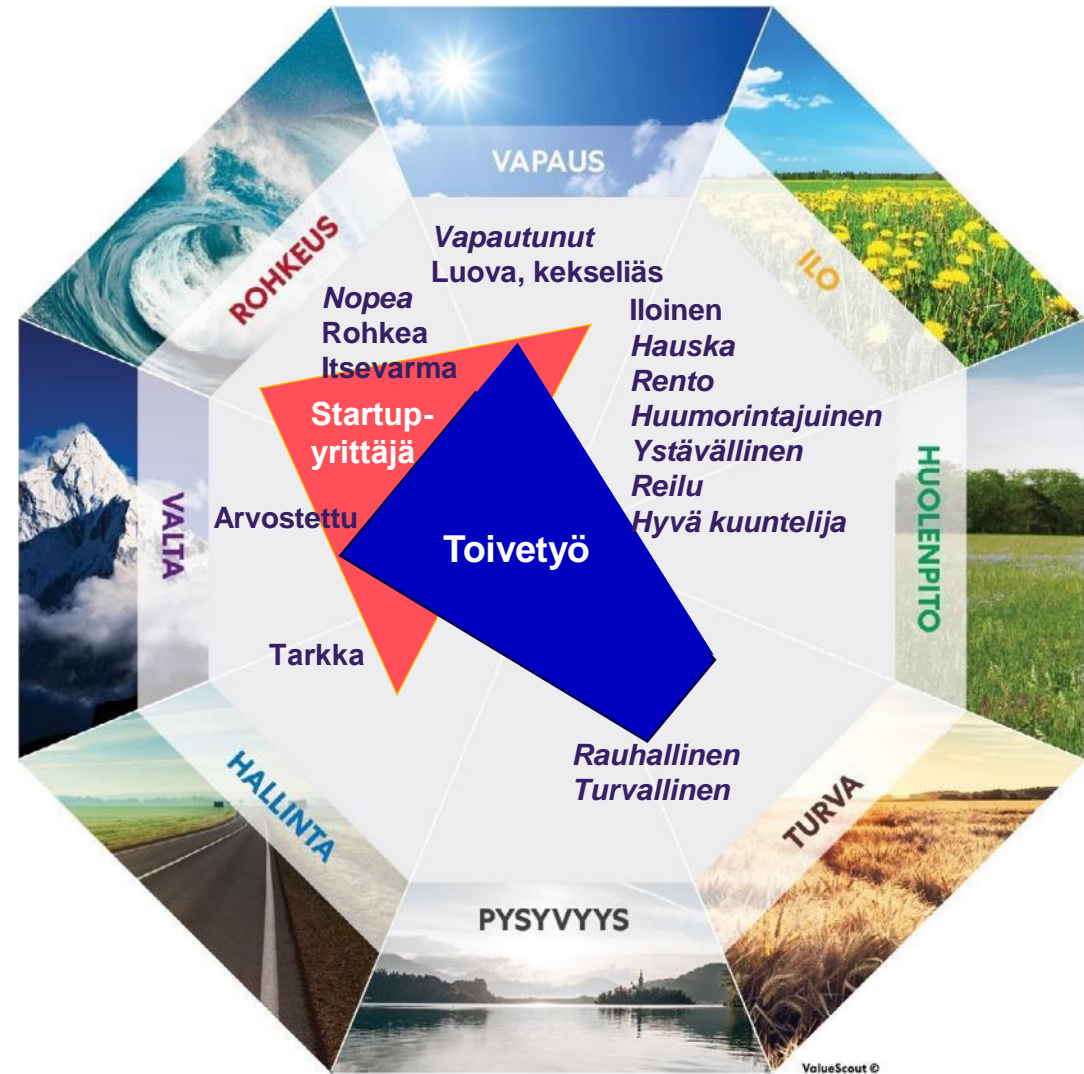 VAPAUS
ROHKEUS
ILO
Vapautunut
Luova, kekseliäs
Nopea
Rohkea
Itsevarma
Iloinen
Hauska
Rento
Huumorintajuinen
Ystävällinen
Reilu
Hyvä kuuntelija
Startup-
yrittäjä
VALTA
Arvostettu
Toivetyö
HUOLENPITO
Tarkka
HALLINTA
Rauhallinen
Turvallinen
TURVA
PYSYVYYS
ValueScout ©